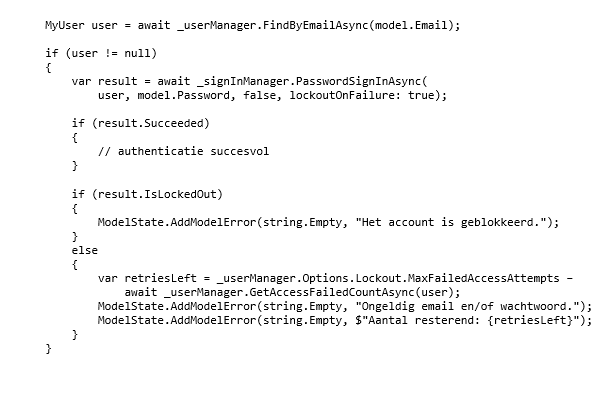 MyUser user = await _userManager.FindByEmailAsync(model.Email);
if (user != null)
{
var result = await _signInManager.PasswordSignInAsync(
user, model.Password, false, lockoutOnFailure: true);
if (result.Succeeded)
{
// authenticatie succesvol
}
if (result.IsLockedOut)
{
ModelState.AddModelError(string.Empty, "Het account is geblokkeerd.");
}
else
{
var retriesLeft = _userManager.Options.Lockout.MaxFailedAccessAttempts –
await _userManager.GetAccessFailedCountAsync(user);
ModelState.AddModelError(string.Empty, "Ongeldig email en/of wachtwoord.");
ModelState.AddModelError(string.Empty, $"Aantal resterend: {retriesLeft}");
}
}